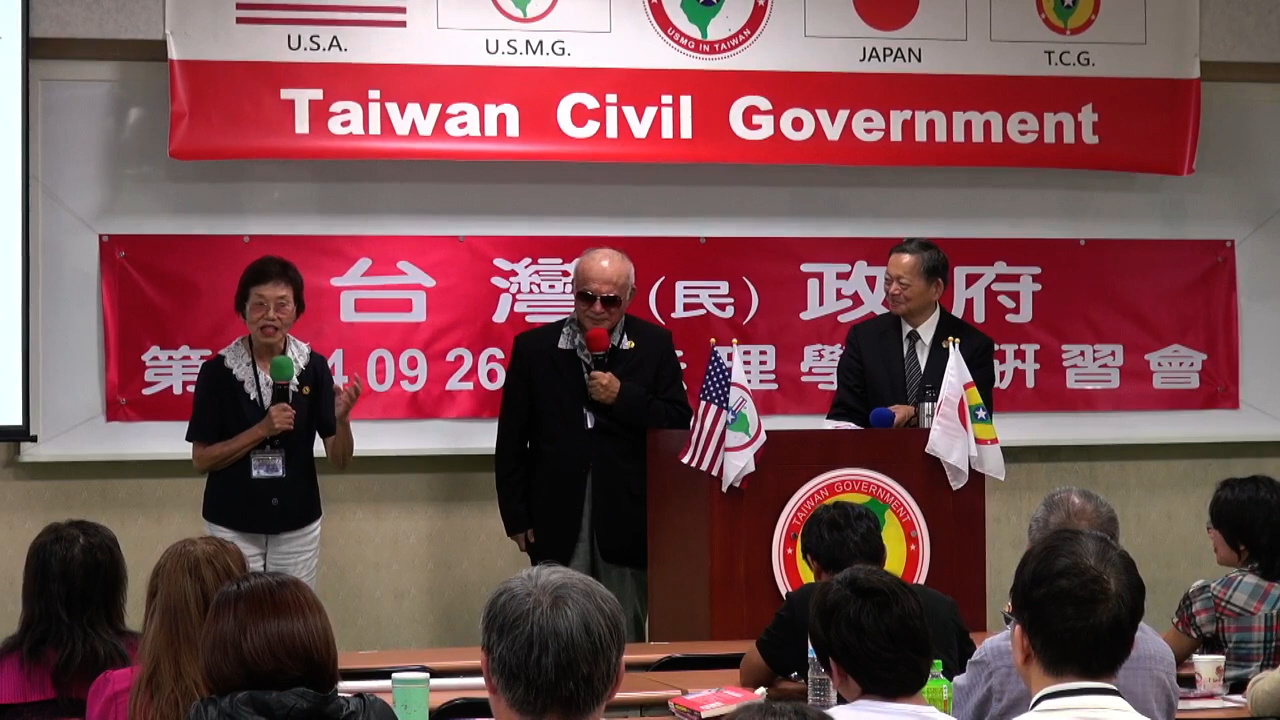 U.S.A.
U.S.M.G.
USMG IN TAIWAN
JAPAN
T.C.G.
Taiwan Civil Government
台灣(民)政府
第 4 09 26 理學 研習會
TAIWAN GOVERNMENT